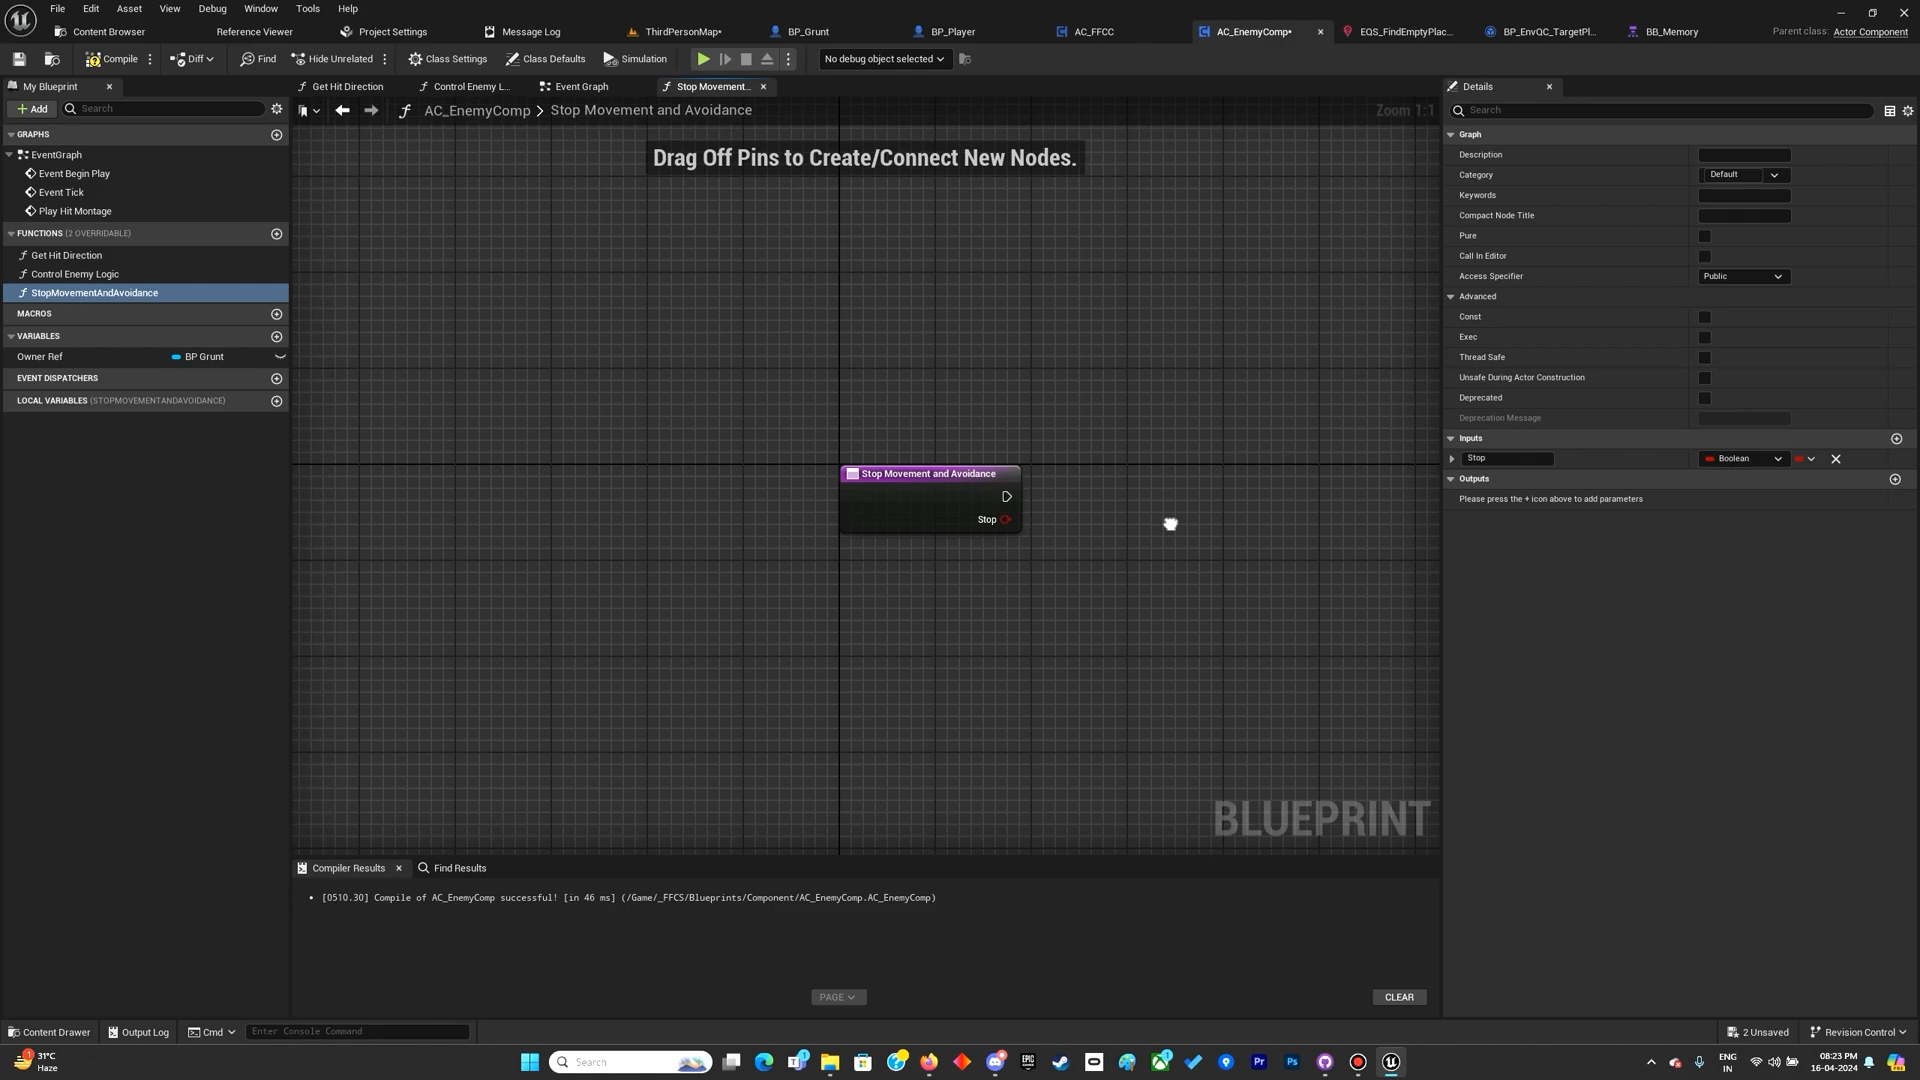 File Edit Asset View Debug Window Tools Help
Content Browser Reference Viewer Project Settings Message Log ThirdPersonMap• BP_Grunt BP_Player AC_FFCC AC_EnemyComp• EQS_FindEmptyPlac... BP_EnvQC_TargetPl... BB_Memory Parent class: Actor Component
Compile Diff Find Hide Unrelated Class Settings Class Defaults Simulation No debug object selected
My Blueprint Get Hit Direction Control Enemy L... Event Graph Stop Movement... Details
Add Search AC_EnemyComp > Stop Movement and Avoidance Zoom 1:1 Search
GRAPHS
EventGraph
Event Begin Play
Event Tick
Play Hit Montage
FUNCTIONS (2 OVERRIDABLE)
Get Hit Direction
Control Enemy Logic
StopMovementAndAvoidance
MACROS
VARIABLES
Owner Ref BP Grunt
EVENT DISPATCHERS
LOCAL VARIABLES (STOPMOVEMENTANDAVOIDANCE)
Drag Off Pins to Create/Connect New Nodes.
Stop Movement and Avoidance
Stop
BLUEPRINT
Graph
Description
Category Default
Keywords
Compact Node Title
Pure
Call In Editor
Access Specifier Public
Advanced
Const
Exec
Thread Safe
Unsafe During Actor Construction
Deprecated
Deprecation Message
Inputs
Stop Boolean
Outputs
Please press the + icon above to add parameters
Compiler Results Find Results
[0510.30] Compile of AC_EnemyComp successful! [in 46 ms] (/Game/_FFCS/Blueprints/Component/AC_EnemyComp.AC_EnemyComp)
PAGE CLEAR
Content Drawer Output Log Cmd Enter Console Command 2 Unsaved Revision Control
1 31°C
Haze
Search
ENG
IN
08:23 PM
16-04-2024